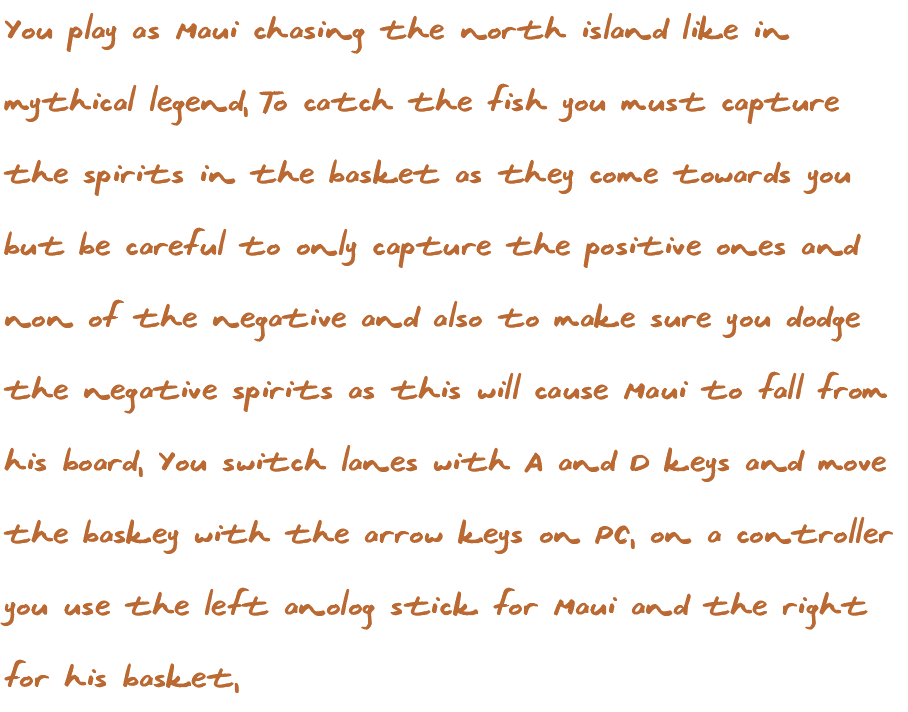 You play as Maui chasing the north island like in
mythical legend, To catch the fish you must capture
the spirits in the basket as they come towards you
but be careful to only capture the positive ones and
non of the negative and also to make sure you dodge
the negative spirits as this will cause Maui to fall from
his board, You switch lanes with A and D keys and move
the baskey with the arrow keys on PC, on a controller
you use the left anolog stick for Maui and the right
for his basket,